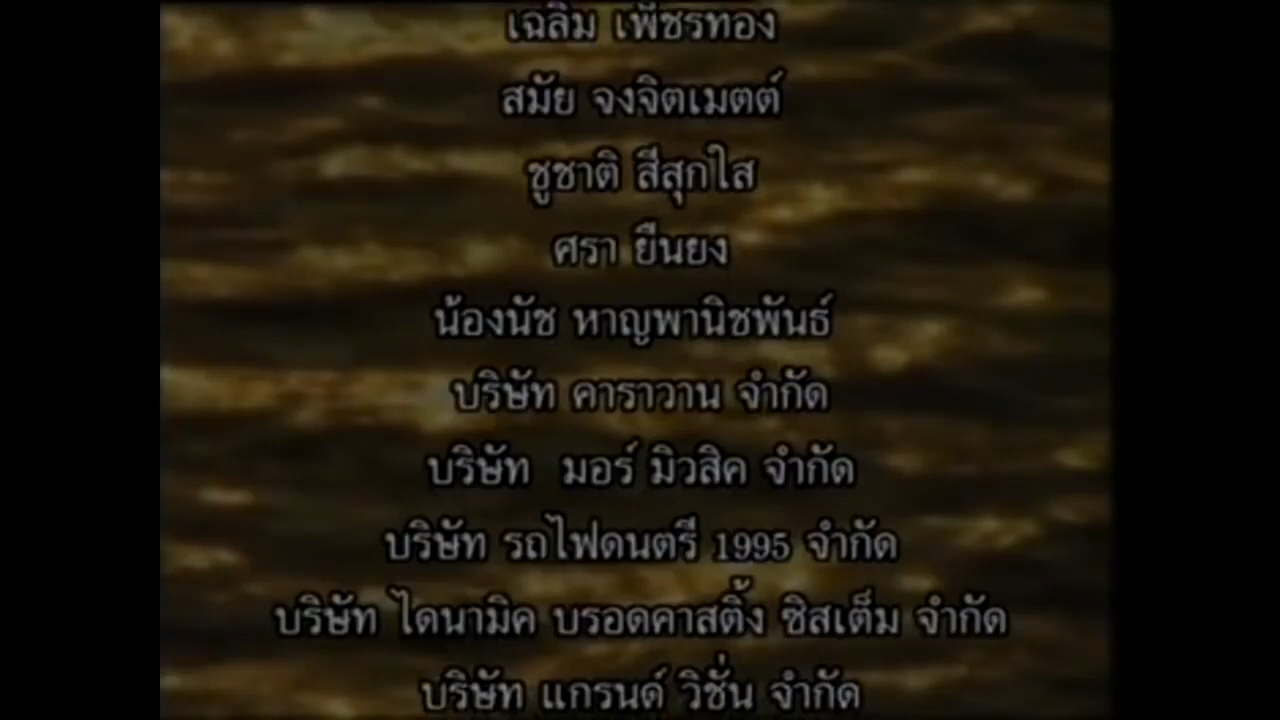 เฉลิม เพ็ชรทอง
สมัย จงจิตเมตต์
ชูชาติ สีสุกใส
ศรา ยืนยง
น้องนัช หาญพานิชพันธ์
บริษัท คาราวาน จำกัด
บริษัท มอร์ มิวสิค จำกัด
บริษัท รถไฟดนตรี 1995 จำกัด
บริษัท ไดนามิค บรอดคาสติ้ง ซิสเต็ม จำกัด
บริษัท แกรนด์ วิชั่น จำกัด